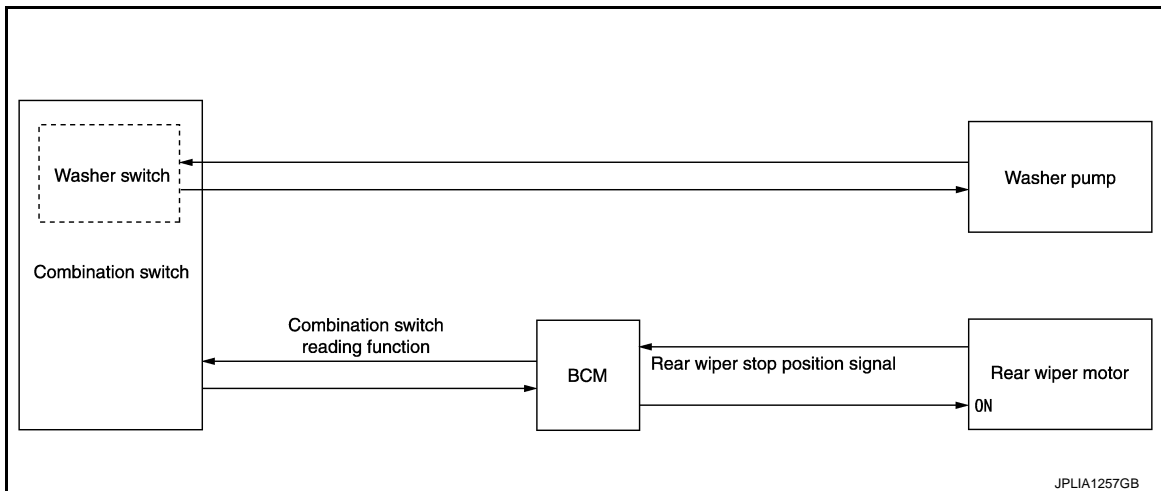 Washer switch
Washer pump
Combination switch
Combination switch
reading function
BCM
Rear wiper stop position signal
Rear wiper motor
ON
JPLIA1257GB